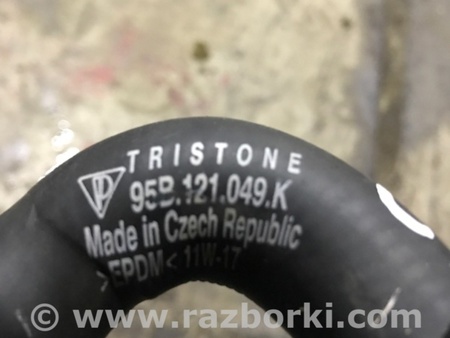 TRISTONE
95B.121.049.K
Made in Czech Republic
>EPDM< 11W-17
© www.razborki.com